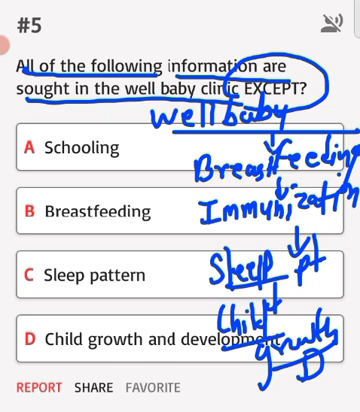 #5
All of the following information are
sought in the well baby clinic EXCEPT?
Well baby
A Schooling
Breastfeeding
B Breastfeeding
Immunization
C Sleep pattern
Sleep pt
Child
D Child growth and development
growth
D
REPORT SHARE FAVORITE